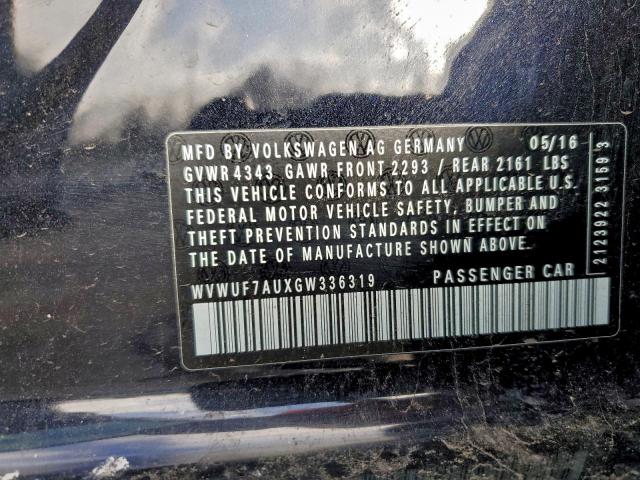 MFD BY VOLKSWAGEN AG GERMANY 05/16
GVWR 4343 GAWR FRONT 2293 / REAR 2161 LBS
THIS VEHICLE CONFORMS TO ALL APPLICABLE U.S.
FEDERAL MOTOR VEHICLE SAFETY, BUMPER AND
THEFT PREVENTION STANDARDS IN EFFECT ON
THE DATE OF MANUFACTURE SHOWN ABOVE.
WVWUF7AUXGW336319 PASSENGER CAR
2123922 31593